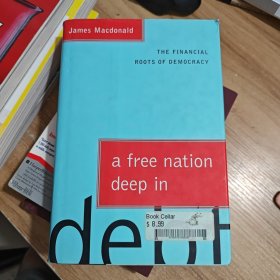 James Macdonald
THE FINANCIAL
ROOTS OF DEMOCRACY
a free nation
deep in
debt
Book Cellar
$ 8.99